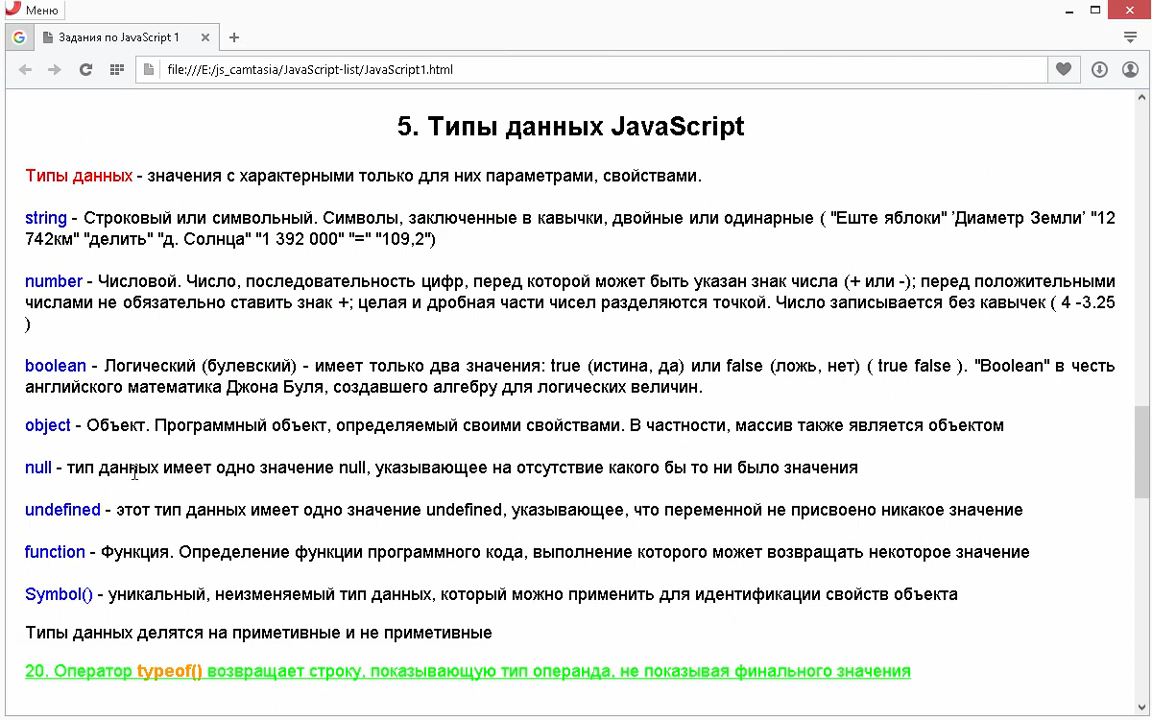 Меню
Задания по JavaScript 1
file:///E:/js_camtasia/JavaScript-list/JavaScript1.html
5. Типы данных JavaScript
Типы данных - значения с характерными только для них параметрами, свойствами.
string - Строковый или символьный. Символы, заключенные в кавычки, двойные или одинарные ( "Ешьте яблоки" 'Диаметр Земли' "12
742км" "делить" "д. Солнца" "1 392 000" "=" "109,2")
number - Числовой. Число, последовательность цифр, перед которой может быть указан знак числа (+ или -); перед положительными
числами не обязательно ставить знак +; целая и дробная части чисел разделяются точкой. Число записывается без кавычек ( 4 -3.25
)
boolean - Логический (булевский) - имеет только два значения: true (истина, да) или false (ложь, нет) ( true false ). "Boolean" в честь
английского математика Джона Буля, создавшего алгебру для логических величин.
object - Объект. Программный объект, определяемый своими свойствами. В частности, массив также является объектом
null - тип данных имеет одно значение null, указывающее на отсутствие какого бы то ни было значения
undefined - этот тип данных имеет одно значение undefined, указывающее, что переменной не присвоено никакое значение
function - Функция. Определение функции программного кода, выполнение которого может возвращать некоторое значение
Symbol() - уникальный, неизменяемый тип данных, который можно применить для идентификации свойств объекта
Типы данных делятся на приметивные и не приметивные
20. Оператор typeof() возвращает строку, показывающую тип операнда, не показывая финального значения